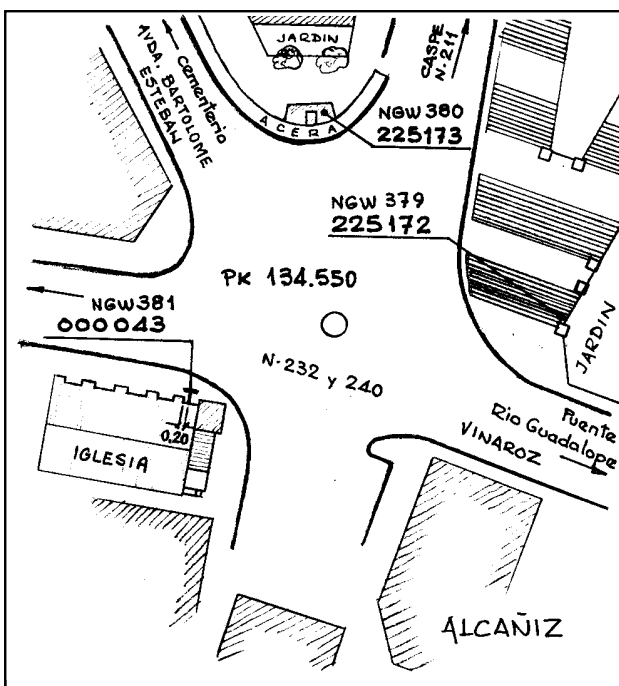 JARDIN
AVDA. BARTOLOME
ESTEBAN
cementerio
CASPE
N-211
ACERA
NGW 380
225173
NGW 379
225172
PK 134.550
NGW381
000043
N-232 y 240
JARDIN
0,20
IGLESIA
Puente
Rio Guadalope
VINAROZ
ALCAÑIZ